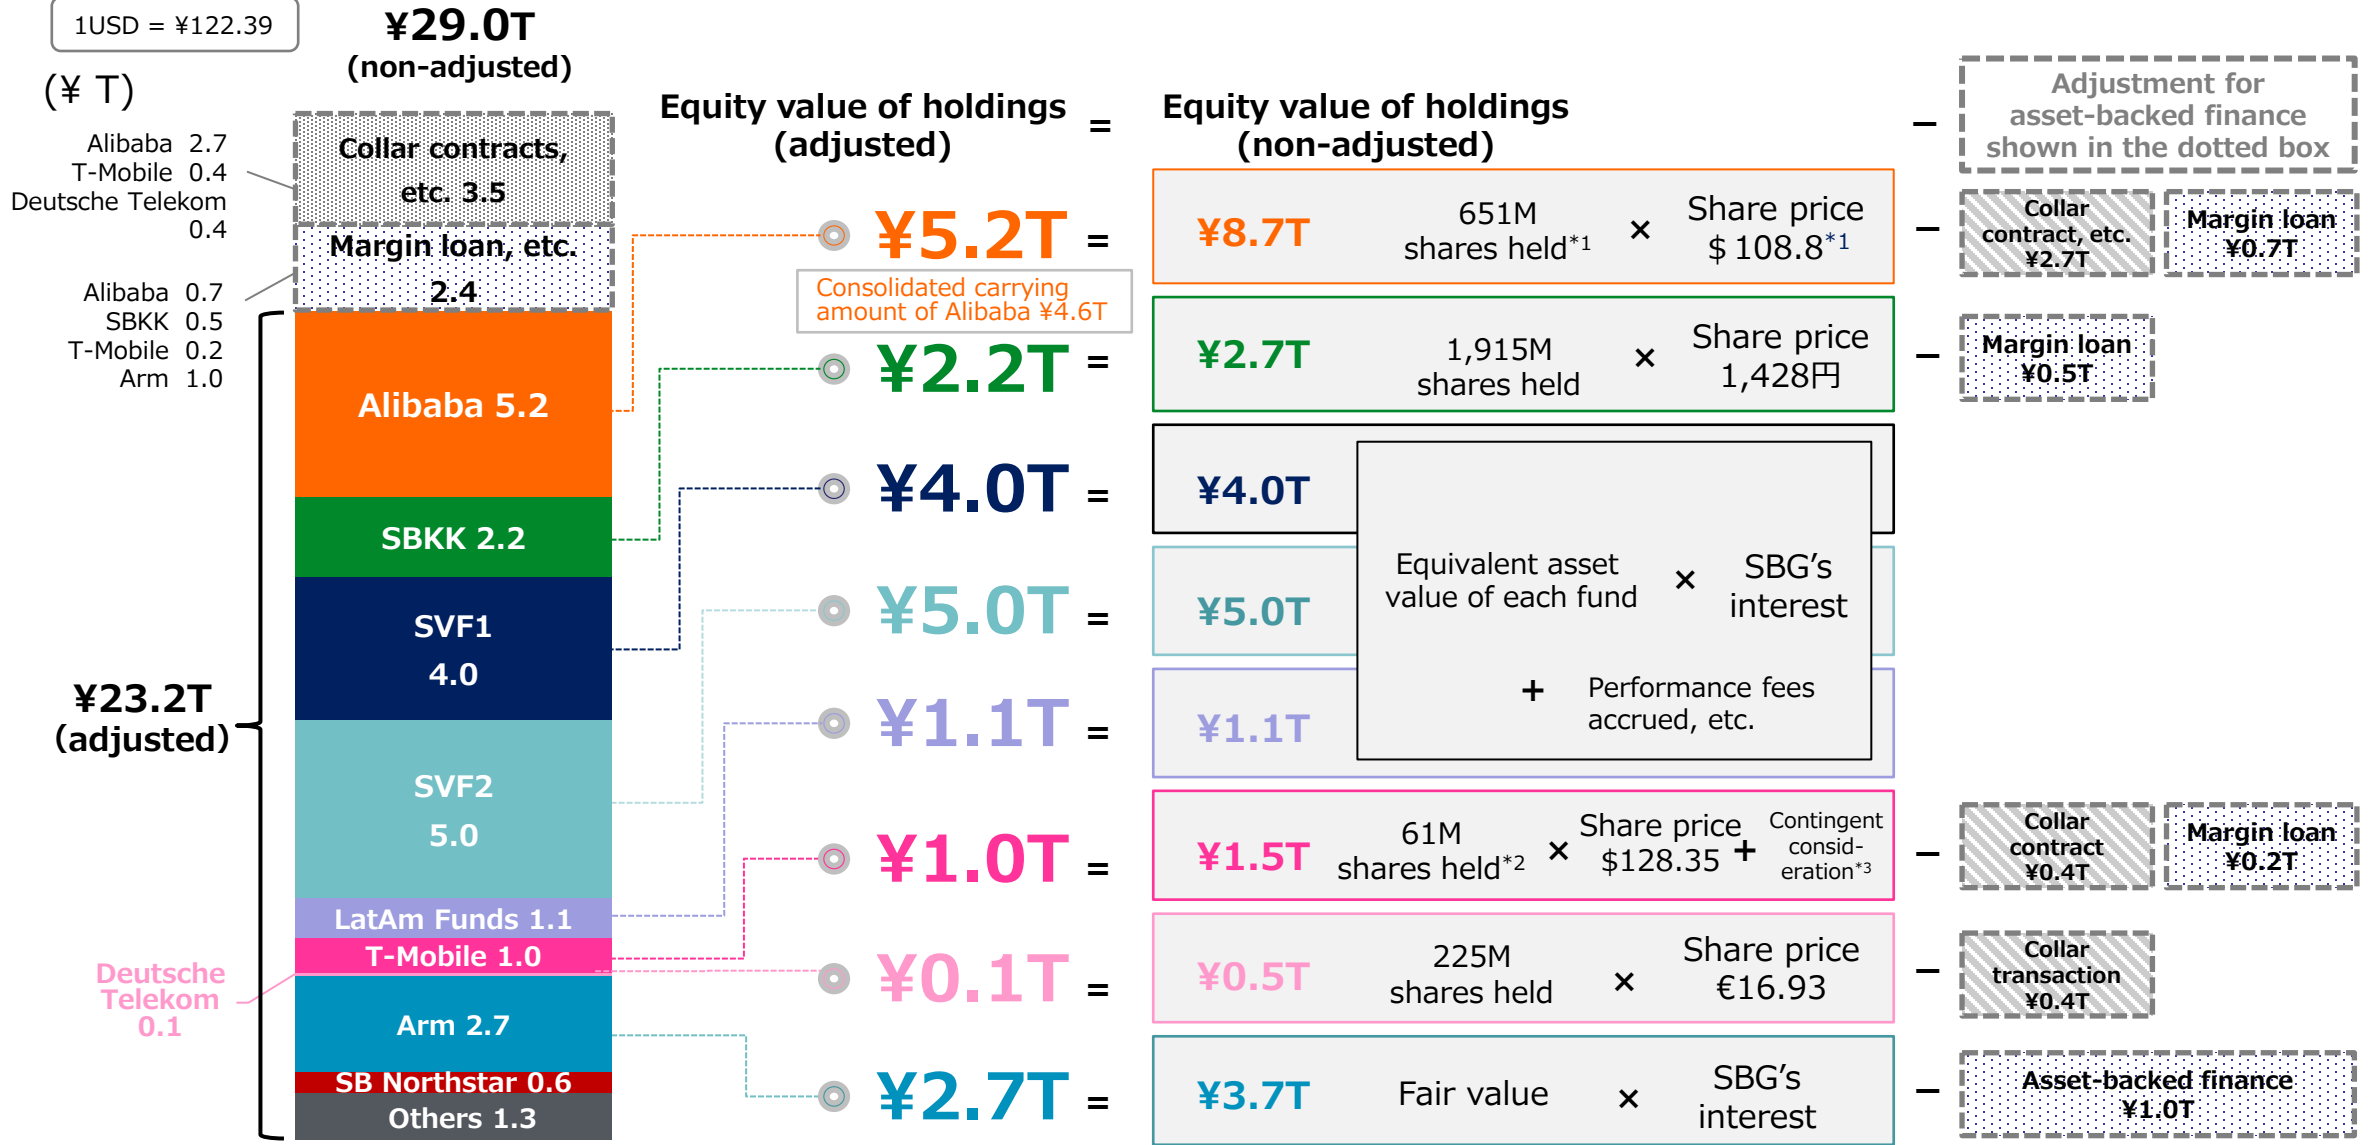 1USD = ¥122.39
¥29.0T
(non-adjusted)
(¥ T)
Alibaba 2.7
T-Mobile 0.4
Deutsche Telekom
0.4
Alibaba 0.7
SBKK 0.5
T-Mobile 0.2
Arm 1.0
¥23.2T
(adjusted)
Deutsche
Telekom
0.1
Collar contracts,
etc. 3.5
Margin loan, etc.
2.4
Alibaba 5.2
SBKK 2.2
SVF1
4.0
SVF2
5.0
LatAm Funds 1.1
T-Mobile 1.0
Arm 2.7
SB Northstar 0.6
Others 1.3
Equity value of holdings
(adjusted)
=
Equity value of holdings
(non-adjusted)
−
Adjustment for
asset-backed finance
shown in the dotted box
¥5.2T =
Consolidated carrying
amount of Alibaba ¥4.6T
¥8.7T
651M
shares held*1
×
Share price
$ 108.8*1
−
Collar
contract, etc.
¥2.7T
Margin loan
¥0.7T
¥2.2T =
¥2.7T
1,915M
shares held
×
Share price
1,428円
−
Margin loan
¥0.5T
¥4.0T =
¥4.0T
¥5.0T =
¥5.0T
¥1.1T =
¥1.1T
Equivalent asset
value of each fund
×
SBG’s
interest
+
Performance fees
accrued, etc.
¥1.0T =
¥1.5T
61M
shares held*2
×
Share price
$128.35
+
Contingent
consid-
eration*3
−
Collar
contract
¥0.4T
Margin loan
¥0.2T
¥0.1T =
¥0.5T
225M
shares held
×
Share price
€16.93
−
Collar
transaction
¥0.4T
¥2.7T =
¥3.7T
Fair value
×
SBG’s
interest
−
Asset-backed finance
¥1.0T